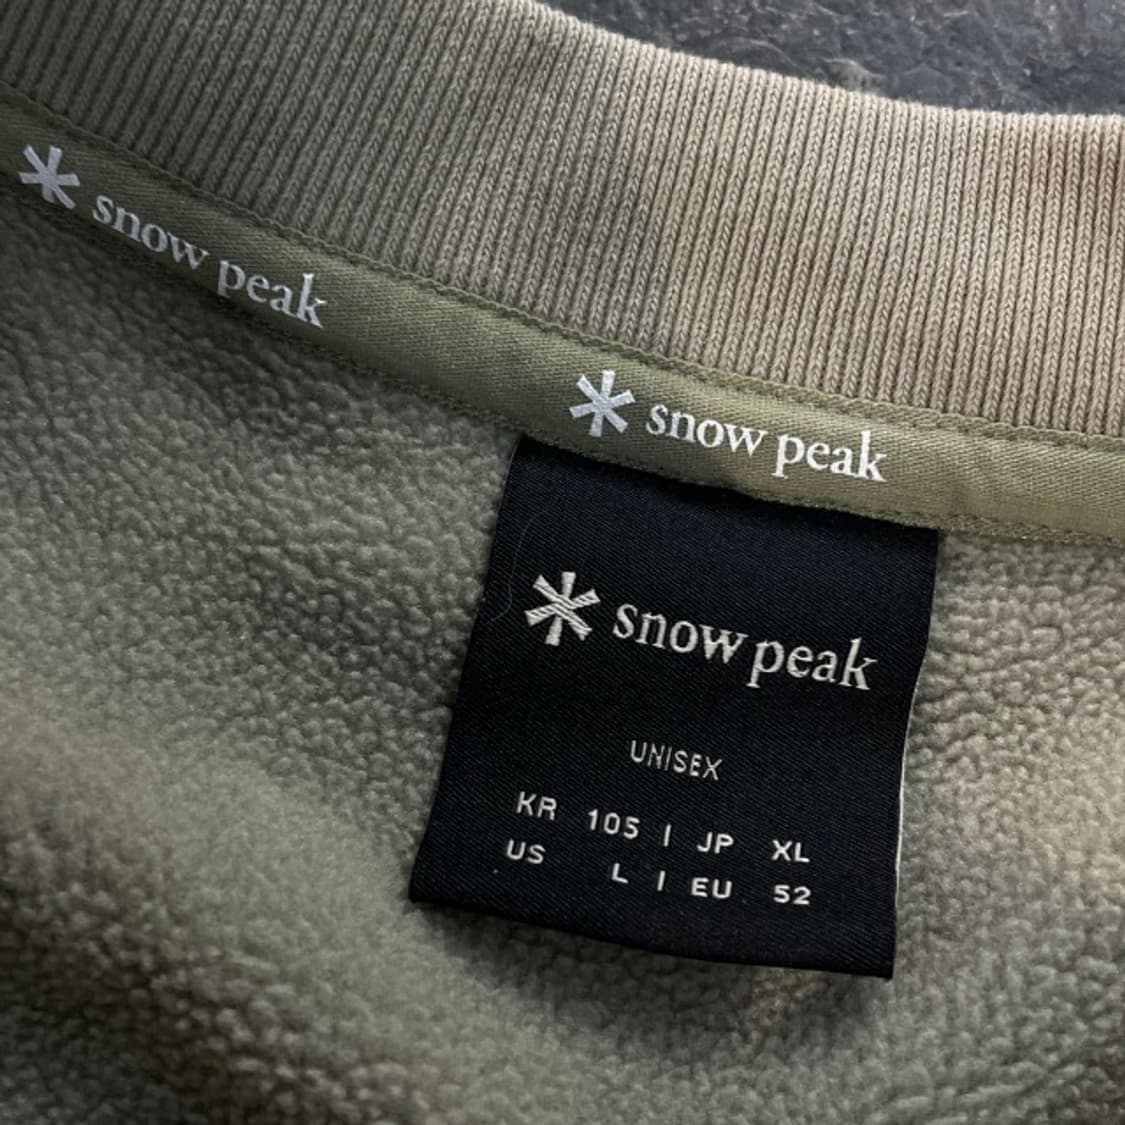 snow peak
snow peak
snow peak
UNISEX
KR 105 | JP XL
US L | EU 52